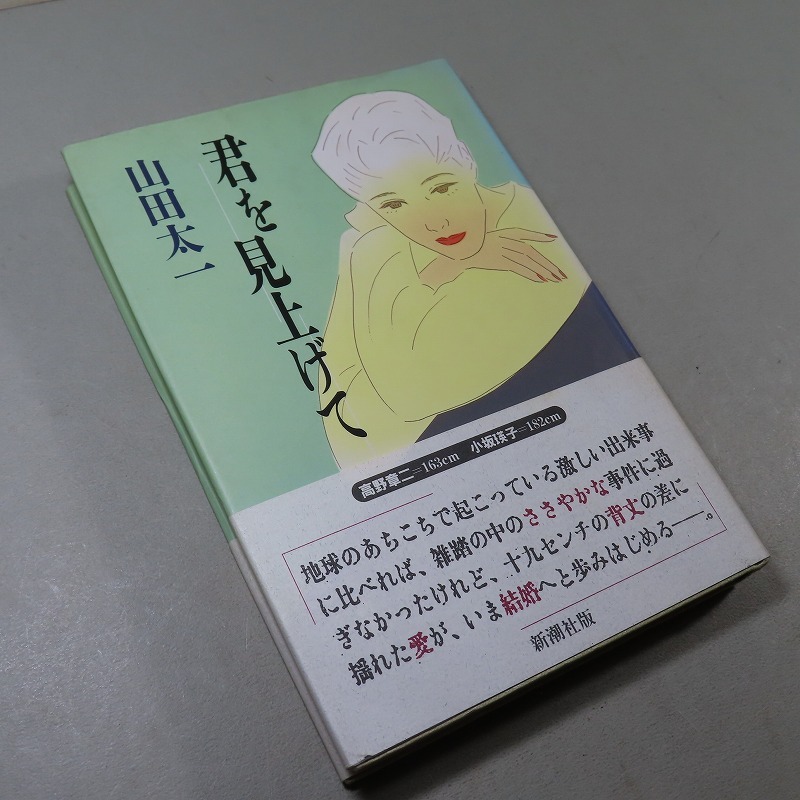 君を見上げて
山田太一
高野章二=163cm 小坂瑛子=182cm
地球のあちこちで起こっている激しい出来事
に比べれば、雑踏の中のささやかな事件に過
ぎなかったけれど、十九センチの背丈の差に
揺れた愛が、いま結婚へと歩みはじめる――。
新潮社版